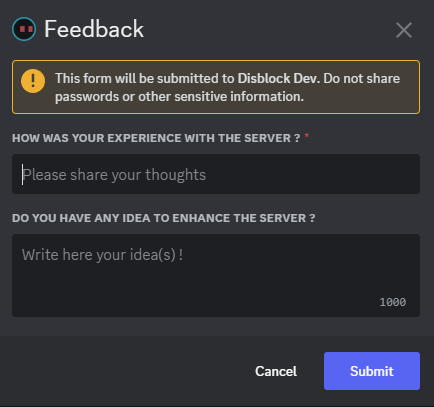 Feedback
! This form will be submitted to Disblock Dev. Do not share
passwords or other sensitive information.
HOW WAS YOUR EXPERIENCE WITH THE SERVER ? *
Please share your thoughts
DO YOU HAVE ANY IDEA TO ENHANCE THE SERVER ?
Write here your idea(s) !
1000
Cancel Submit